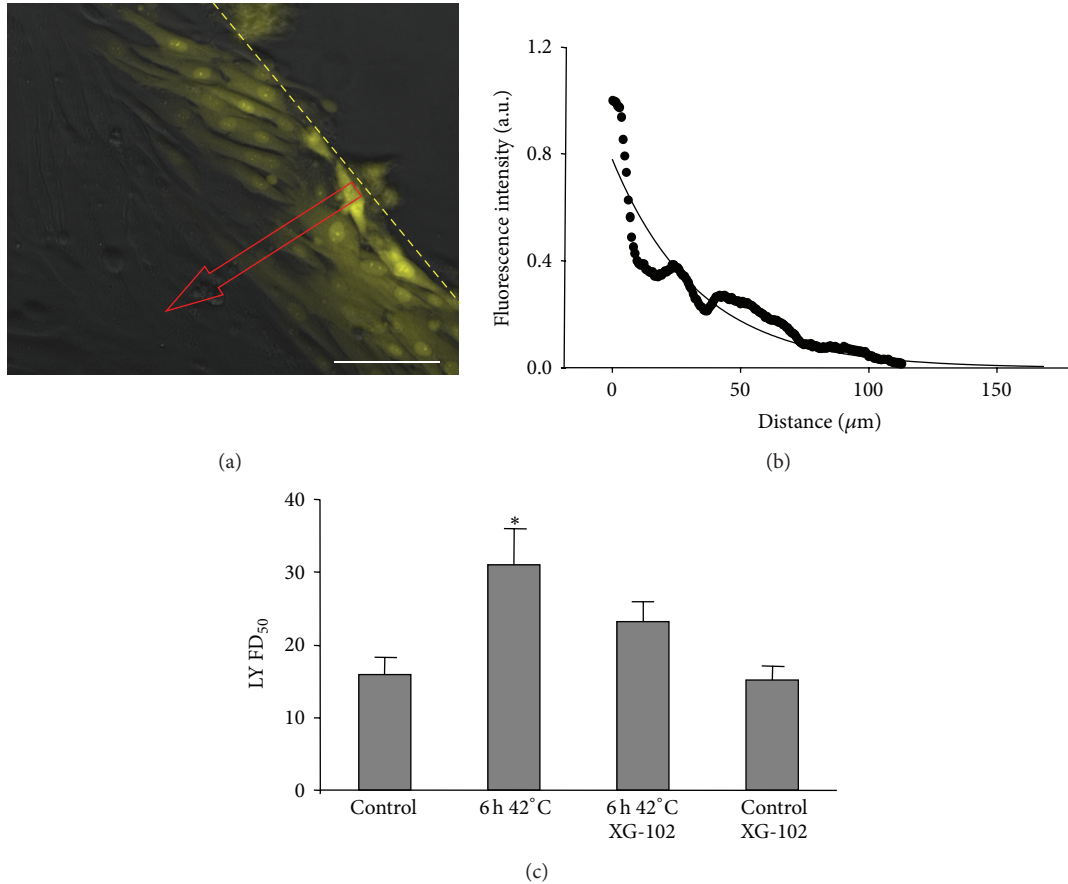 (a)
1.2
0.8
0.4
0.0
Fluorescence intensity (a.u.)
0 50 100 150
Distance (μm)
(b)
40
30
20
10
0
LY FD50
*
Control
6 h 42°C
6 h 42°C
XG-102
Control
XG-102
(c)